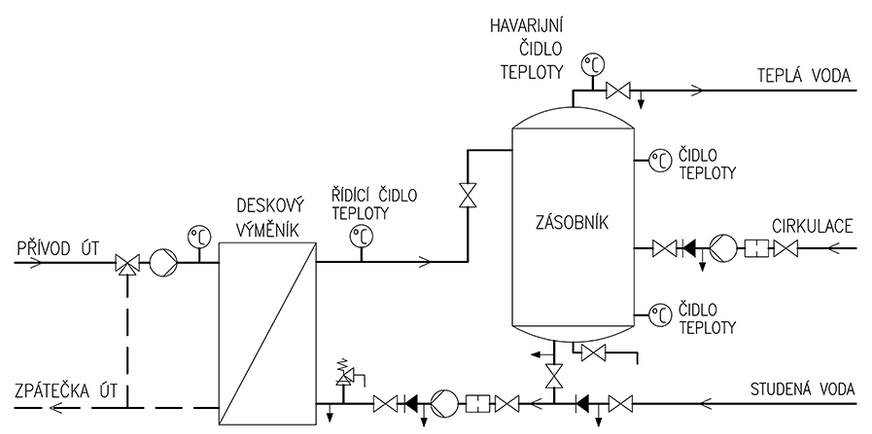 HAVARIJNÍ
ČIDLO
TEPLOTY
°C
TEPLÁ VODA
°C
ČIDLO
TEPLOTY
DESKOVÝ
VÝMĚNÍK
ŘÍDÍCÍ ČIDLO
TEPLOTY
ZÁSOBNÍK
CIRKULACE
PŘÍVOD ÚT
°C
°C
°C
ČIDLO
TEPLOTY
ZPÁTEČKA ÚT
STUDENÁ VODA